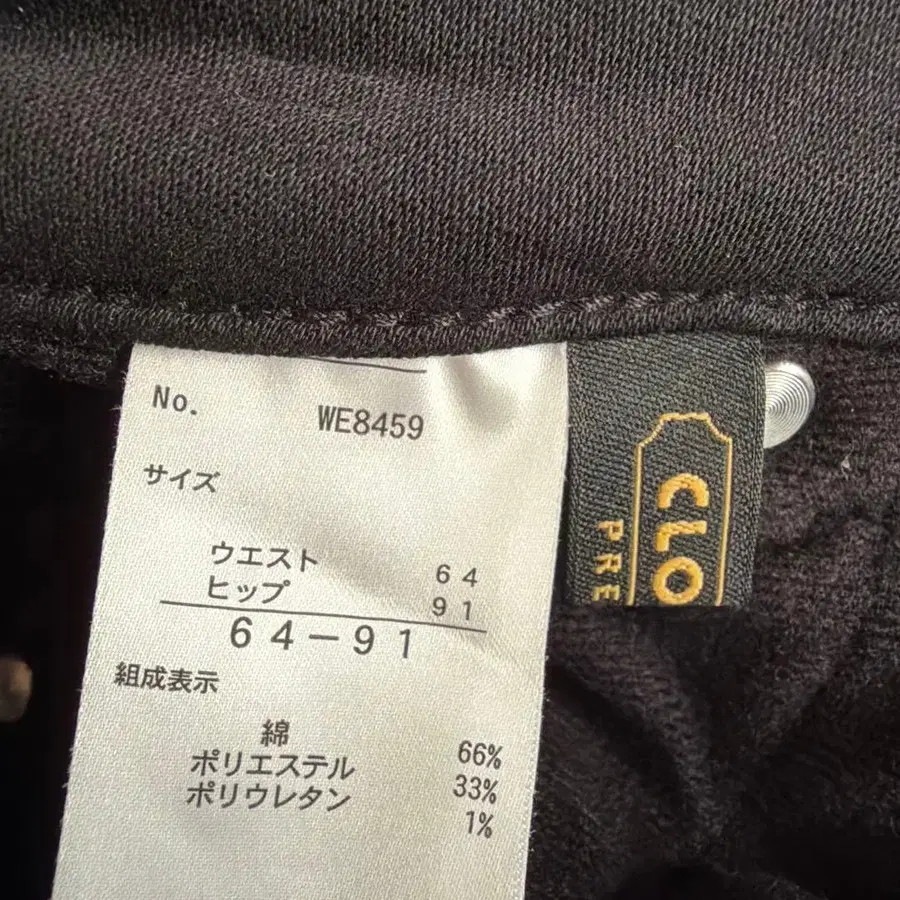 No. WE8459
サイズ
ウエスト 64
ヒップ 91
64-91
組成表示
綿 66%
ポリエステル 33%
ポリウレタン 1%
CLO
PRE